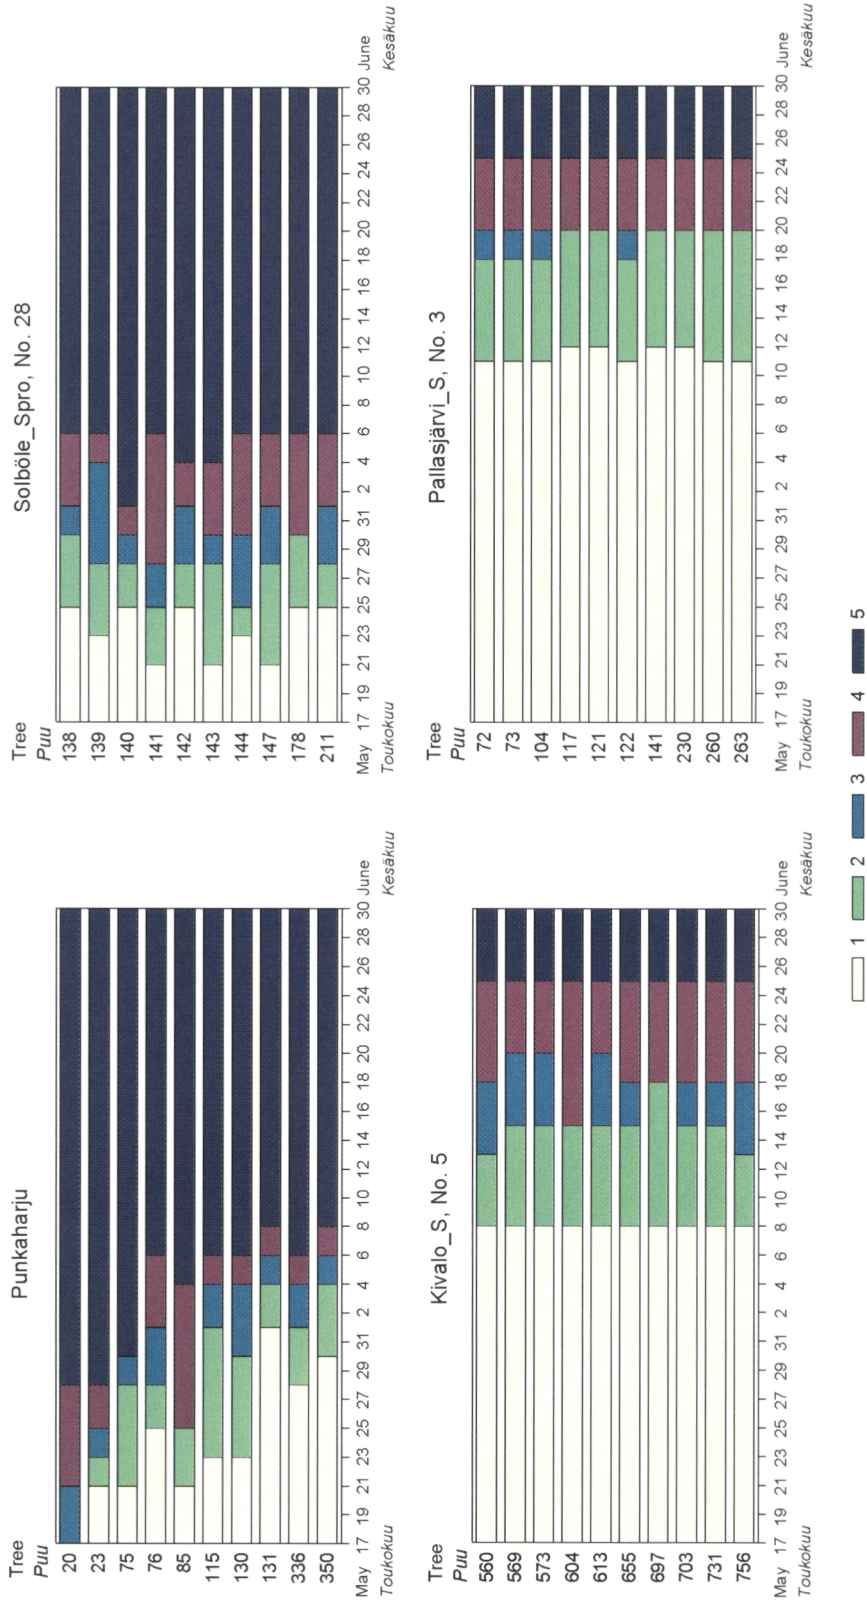 Punkaharju
Tree
Puu
20
23
75
76
85
115
130
131
336
350
May 17 19 21 23 25 27 29 31 2 4 6 8 10 12 14 16 18 20 22 24 26 28 30 June
Toukokuu Kesäkuu
Solböle_Spro, No. 28
Tree
Puu
138
139
140
141
142
143
144
147
178
211
May 17 19 21 23 25 27 29 31 2 4 6 8 10 12 14 16 18 20 22 24 26 28 30 June
Toukokuu Kesäkuu
Kivalo_S, No. 5
Tree
Puu
560
569
573
604
613
655
697
703
731
756
May 17 19 21 23 25 27 29 31 2 4 6 8 10 12 14 16 18 20 22 24 26 28 30 June
Toukokuu Kesäkuu
Pallasjärvi_S, No. 3
Tree
Puu
72
73
104
117
121
122
141
230
260
263
May 17 19 21 23 25 27 29 31 2 4 6 8 10 12 14 16 18 20 22 24 26 28 30 June
Toukokuu Kesäkuu
1 2 3 4 5